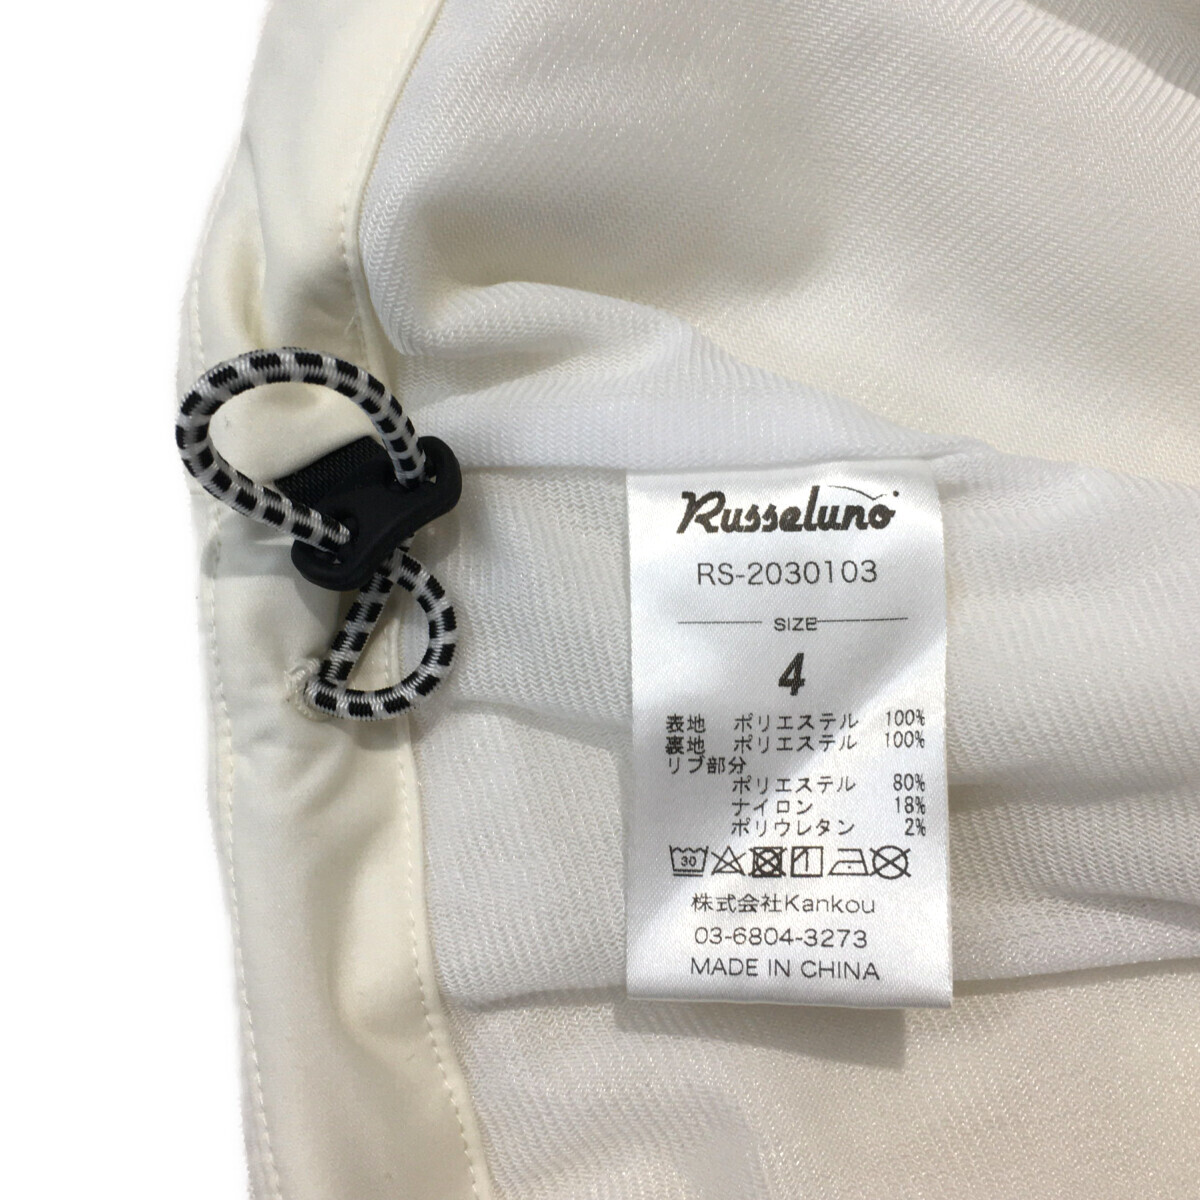 Russeluno
RS-2030103
SIZE
4
表地 ポリエステル 100%
裏地 ポリエステル 100%
リブ部分
ポリエステル 80%
ナイロン 18%
ポリウレタン 2%
30
株式会社Kankou
03-6804-3273
MADE IN CHINA